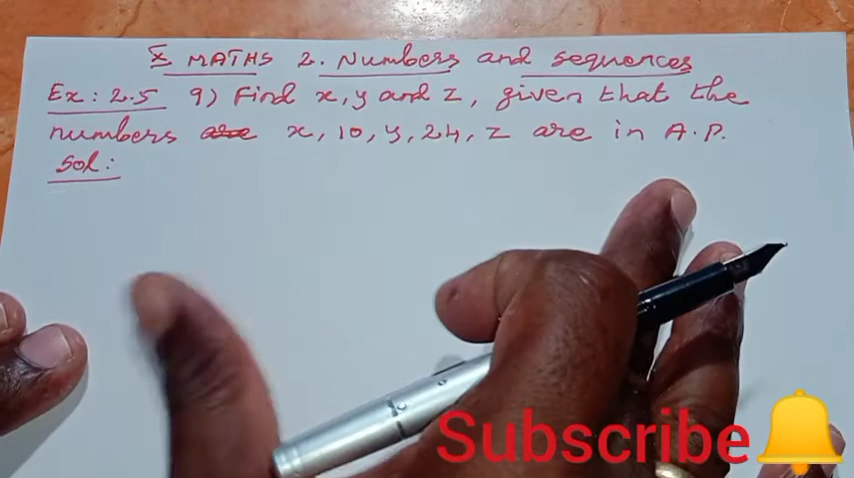 X MATHS 2. Numbers and sequences
Ex: 2.5 9) Find x, y and z, given that the
numbers are x, 10, y, 24, z are in A.P.
Sol:
Subscribe